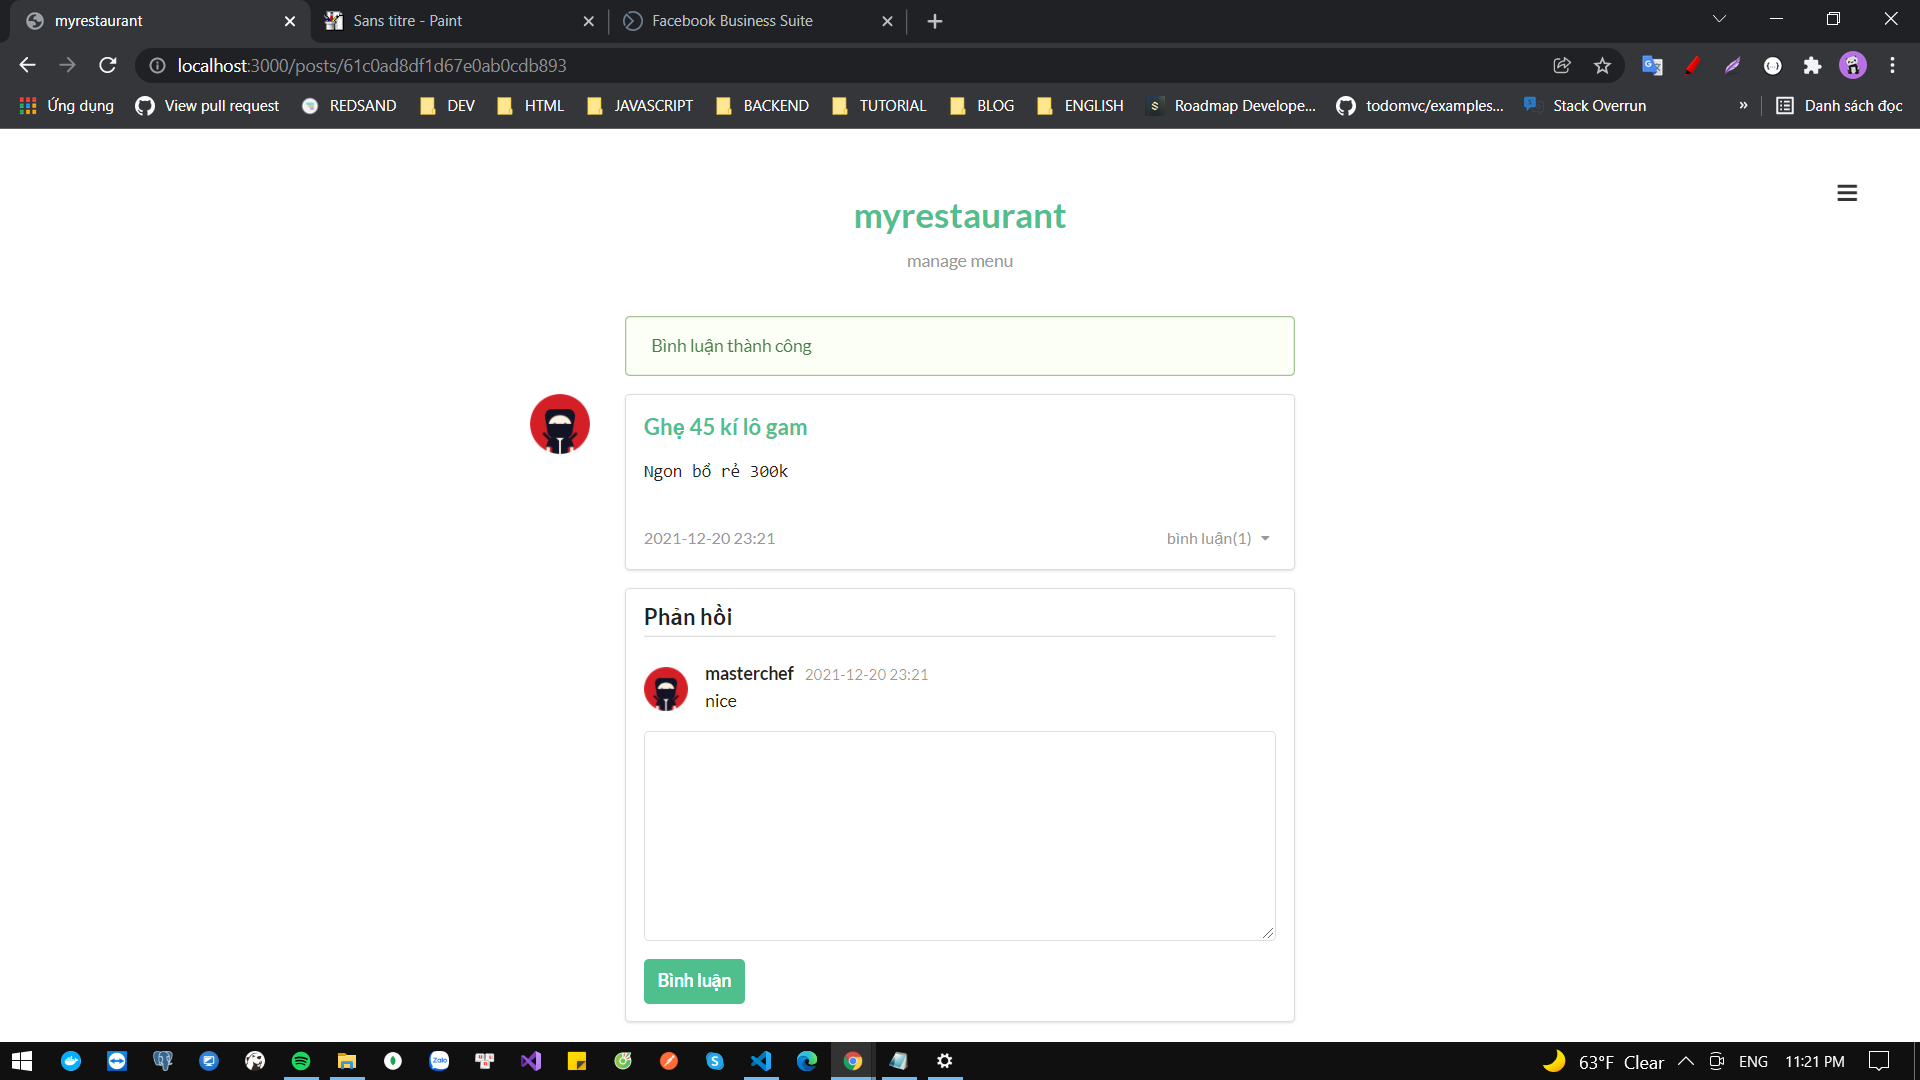 myrestaurant
Sans titre - Paint
Facebook Business Suite
localhost:3000/posts/61c0ad8df1d67e0ab0cdb893
Ứng dụng
View pull request
REDSAND
DEV
HTML
JAVASCRIPT
BACKEND
TUTORIAL
BLOG
ENGLISH
Roadmap Develope...
todomvc/examples...
Stack Overrun
»
Danh sách đọc
myrestaurant
manage menu
Bình luận thành công
Ghẹ 45 kí lô gam
Ngon bổ rẻ 300k
2021-12-20 23:21
bình luận(1)
Phản hồi
masterchef 2021-12-20 23:21
nice
Bình luận
63°F Clear
ENG
11:21 PM